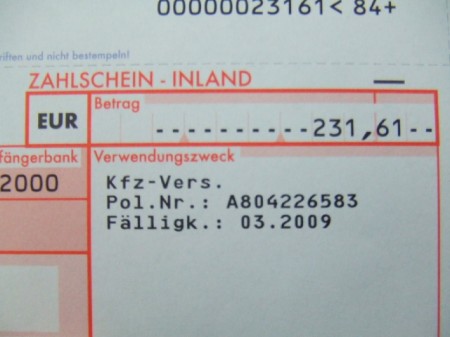 00000023161< 84+
riften und nicht bestempeln!
ZAHLSCHEIN - INLAND
EUR
Betrag
----------231,61--
fängerbank
2000
Verwendungszweck
Kfz-Vers.
Pol.Nr.: A804226583
Fälligk.: 03.2009